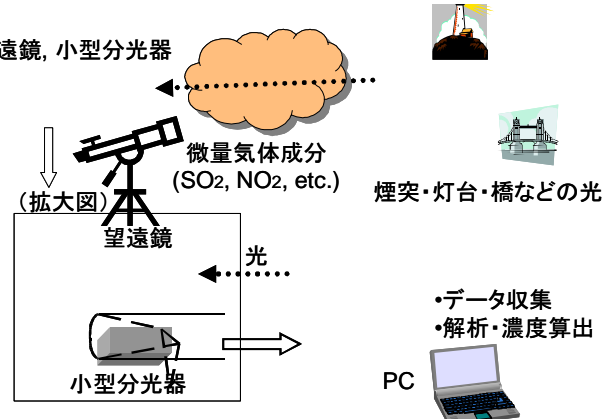 遠鏡, 小型分光器
微量気体成分
(SO2, NO2, etc.)
煙突・灯台・橋などの光
(拡大図)
望遠鏡
光
小型分光器
•データ収集
•解析・濃度算出
PC